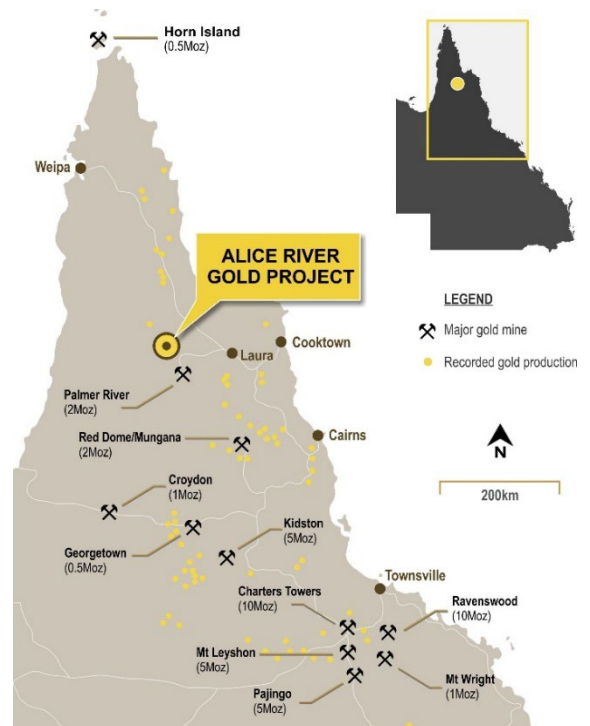 Horn Island
(0.5Moz)
Weipa
ALICE RIVER
GOLD PROJECT
LEGEND
Major gold mine
Recorded gold production
N
200km
Cooktown
Laura
Palmer River
(2Moz)
Red Dome/Mungana
(2Moz)
Cairns
Croydon
(1Moz)
Georgetown
(0.5Moz)
Kidston
(5Moz)
Townsville
Charters Towers
(10Moz)
Ravenswood
(10Moz)
Mt Leyshon
(5Moz)
Mt Wright
(1Moz)
Pajingo
(5Moz)